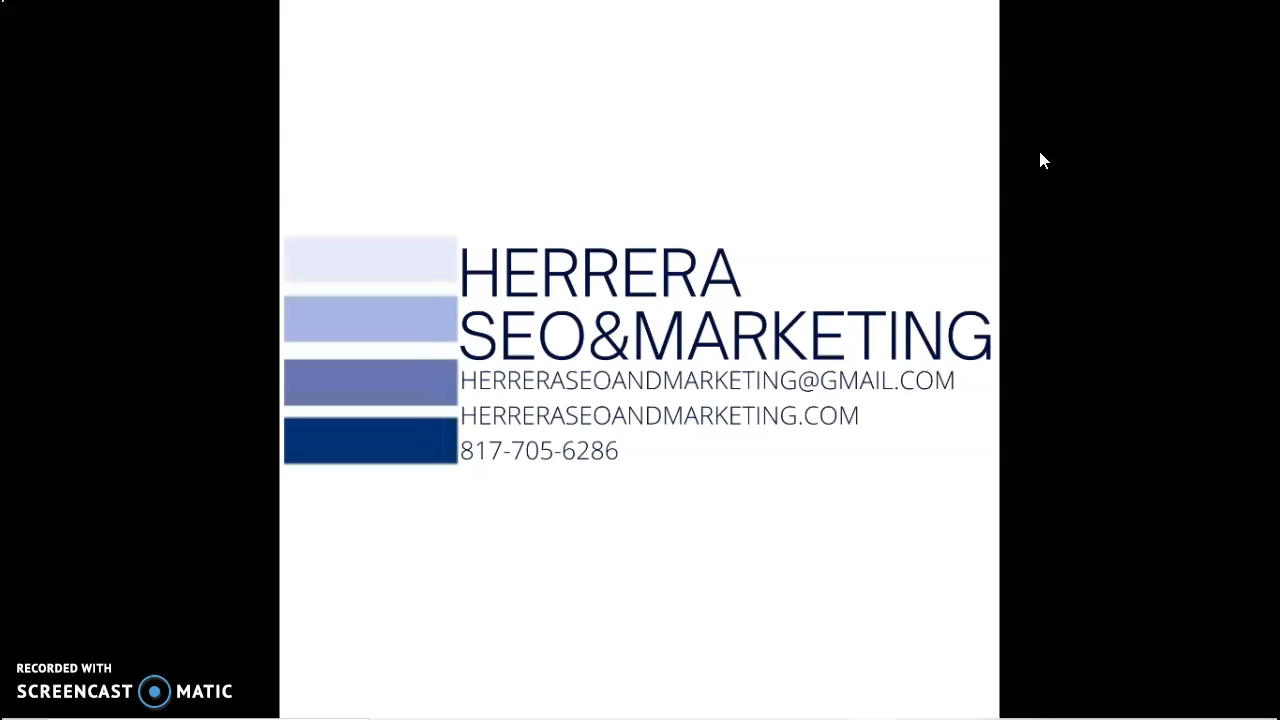 HERRERA
SEO&MARKETING
HERRERASEOANDMARKETING@GMAIL.COM
HERRERASEOANDMARKETING.COM
817-705-6286
RECORDED WITH
SCREENCAST MATIC